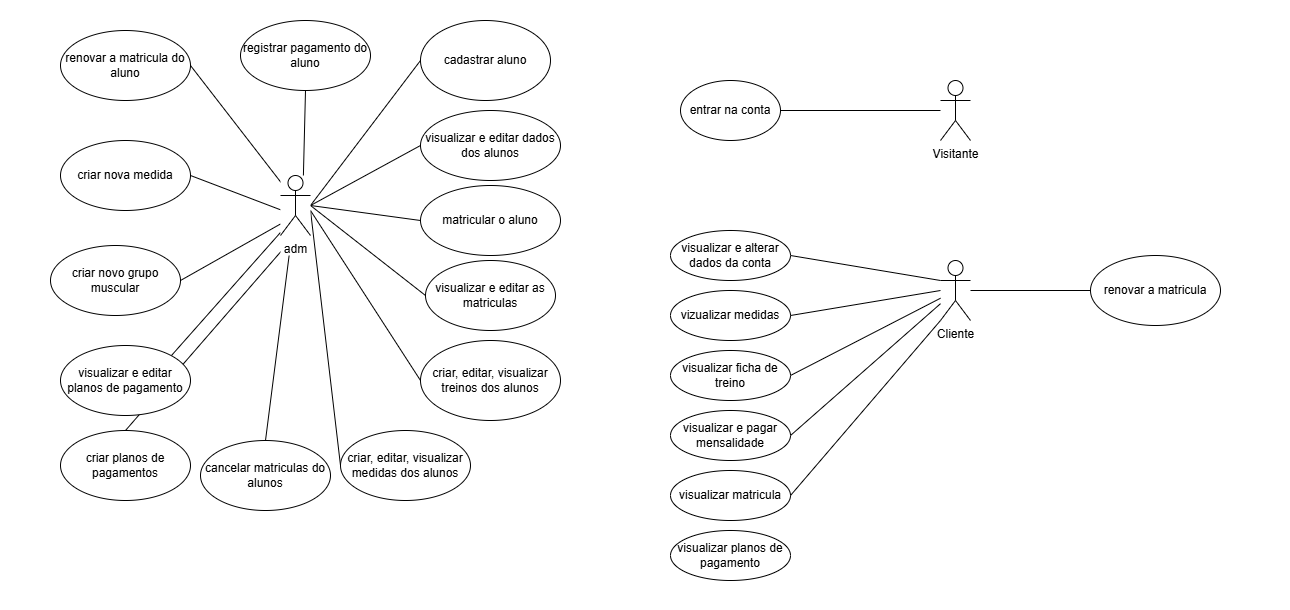 renovar a matricula do
aluno
registrar pagamento do
aluno
cadastrar aluno
visualizar e editar dados
dos alunos
criar nova medida
matricular o aluno
adm
criar novo grupo
muscular
visualizar e editar as
matriculas
visualizar e editar
planos de pagamento
criar, editar, visualizar
treinos dos alunos
criar planos de
pagamentos
cancelar matriculas do
alunos
criar, editar, visualizar
medidas dos alunos
entrar na conta
Visitante
visualizar e alterar
dados da conta
vizualizar medidas
renovar a matricula
Cliente
visualizar ficha de
treino
visualizar e pagar
mensalidade
visualizar matricula
visualizar planos de
pagamento